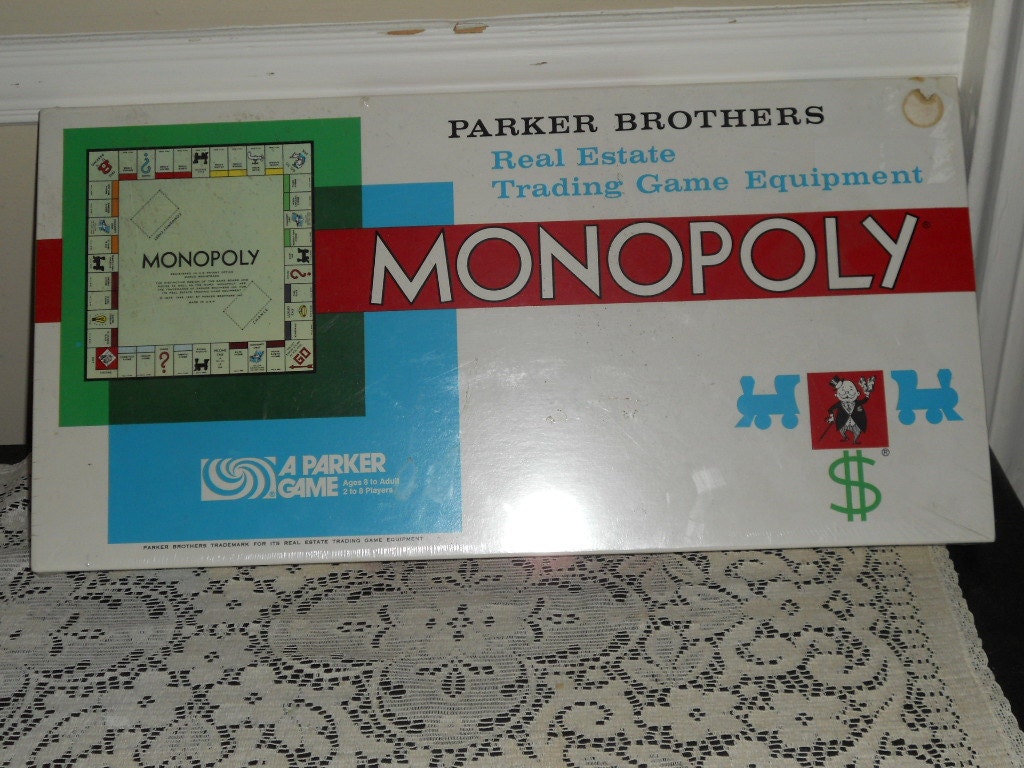 PARKER BROTHERS
Real Estate
Trading Game Equipment
MONOPOLY®
MONOPOLY
GO
A PARKER
GAME
Ages 8 to Adult
2 to 8 Players
$®
PARKER BROTHERS TRADEMARK FOR ITS REAL ESTATE TRADING GAME EQUIPMENT